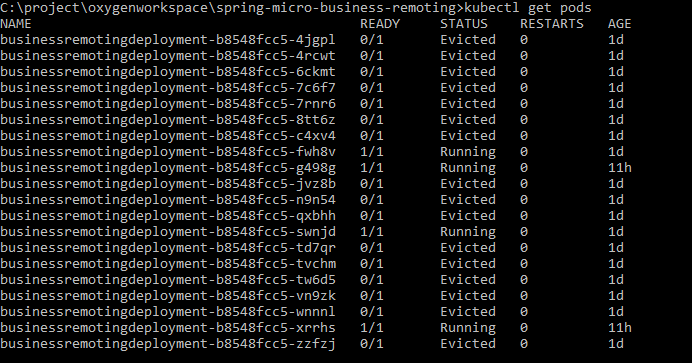 C:\project\oxygenworkspace\spring-micro-business-remoting>kubectl get pods
NAME READY STATUS RESTARTS AGE
businessremotingdeployment-b8548fcc5-4jgpl 0/1 Evicted 0 1d
businessremotingdeployment-b8548fcc5-4rcwt 0/1 Evicted 0 1d
businessremotingdeployment-b8548fcc5-6ckmt 0/1 Evicted 0 1d
businessremotingdeployment-b8548fcc5-7c6f7 0/1 Evicted 0 1d
businessremotingdeployment-b8548fcc5-7rnr6 0/1 Evicted 0 1d
businessremotingdeployment-b8548fcc5-8tt6z 0/1 Evicted 0 1d
businessremotingdeployment-b8548fcc5-c4xv4 0/1 Evicted 0 1d
businessremotingdeployment-b8548fcc5-fwh8v 1/1 Running 0 1d
businessremotingdeployment-b8548fcc5-g498g 1/1 Running 0 11h
businessremotingdeployment-b8548fcc5-jvz8b 0/1 Evicted 0 1d
businessremotingdeployment-b8548fcc5-n9n54 0/1 Evicted 0 1d
businessremotingdeployment-b8548fcc5-qxbhh 0/1 Evicted 0 1d
businessremotingdeployment-b8548fcc5-swnjd 1/1 Running 0 1d
businessremotingdeployment-b8548fcc5-td7qr 0/1 Evicted 0 1d
businessremotingdeployment-b8548fcc5-tvchm 0/1 Evicted 0 1d
businessremotingdeployment-b8548fcc5-tw6d5 0/1 Evicted 0 1d
businessremotingdeployment-b8548fcc5-vn9zk 0/1 Evicted 0 1d
businessremotingdeployment-b8548fcc5-wnnnl 0/1 Evicted 0 1d
businessremotingdeployment-b8548fcc5-xrrhs 1/1 Running 0 11h
businessremotingdeployment-b8548fcc5-zzfzj 0/1 Evicted 0 1d